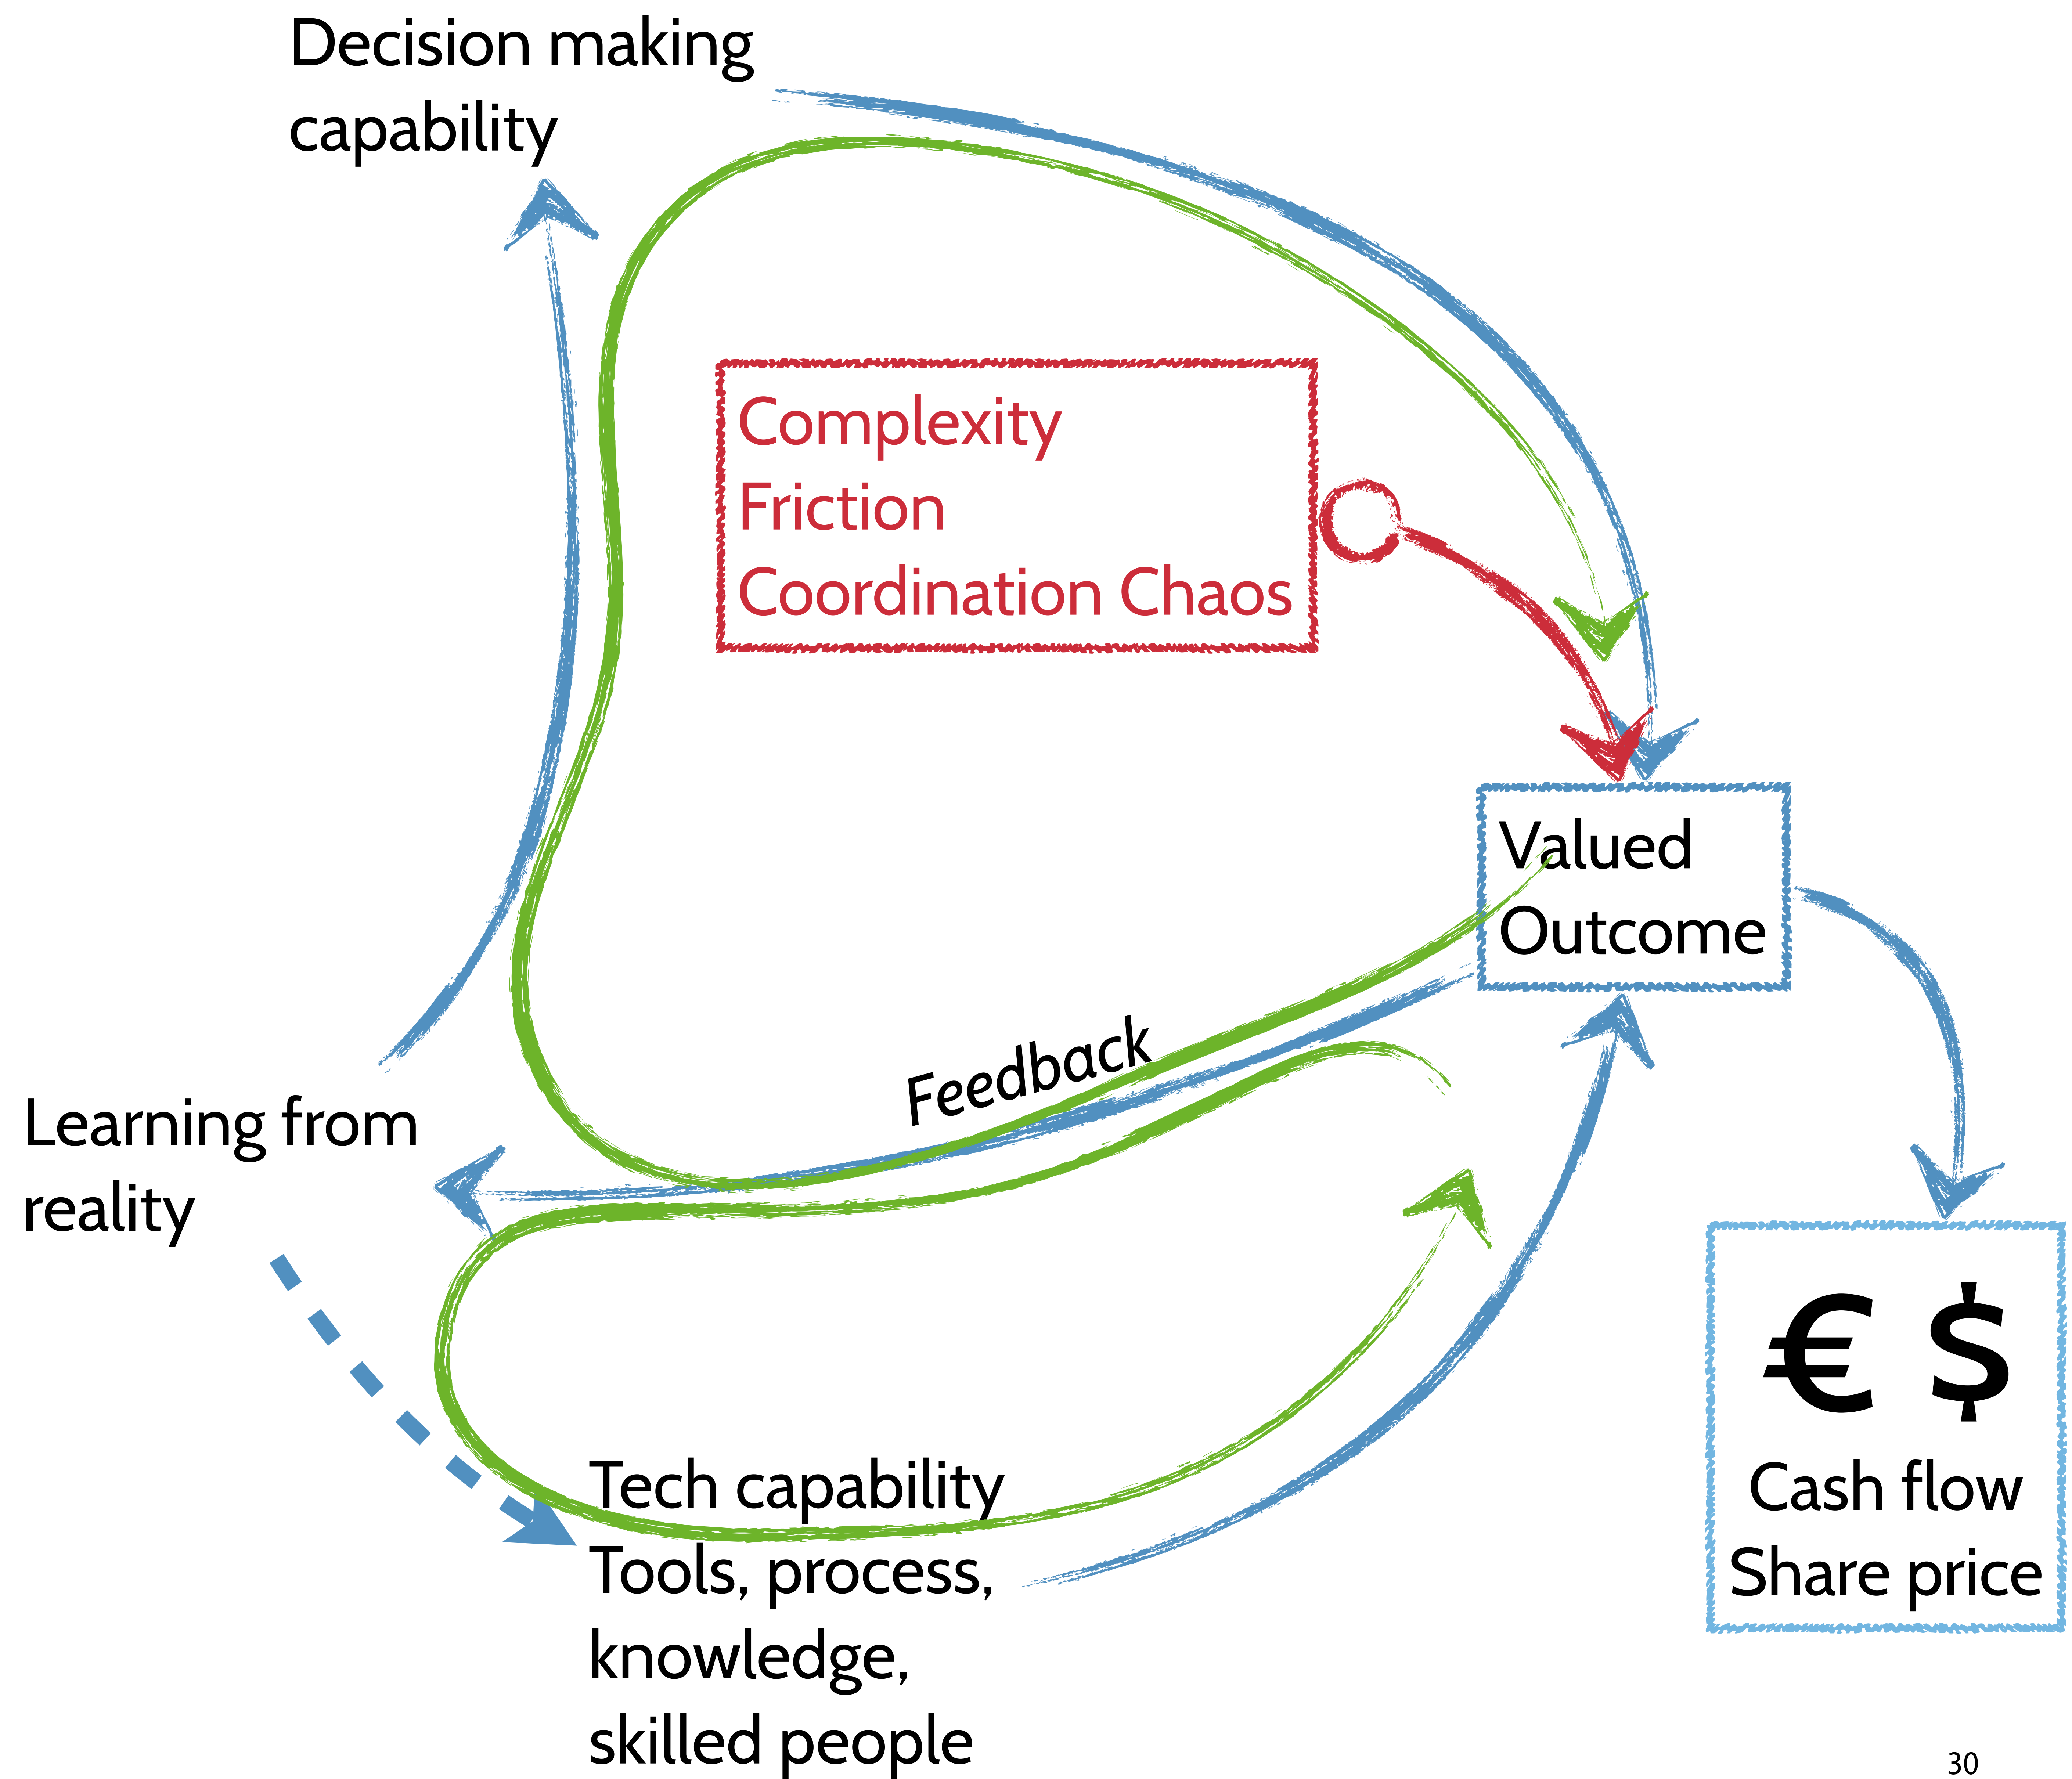 Decision making
capability
Complexity
Friction
Coordination Chaos
Valued
Outcome
Feedback
Learning from
reality
€ $
Cash flow
Share price
Tech capability
Tools, process,
knowledge,
skilled people
30